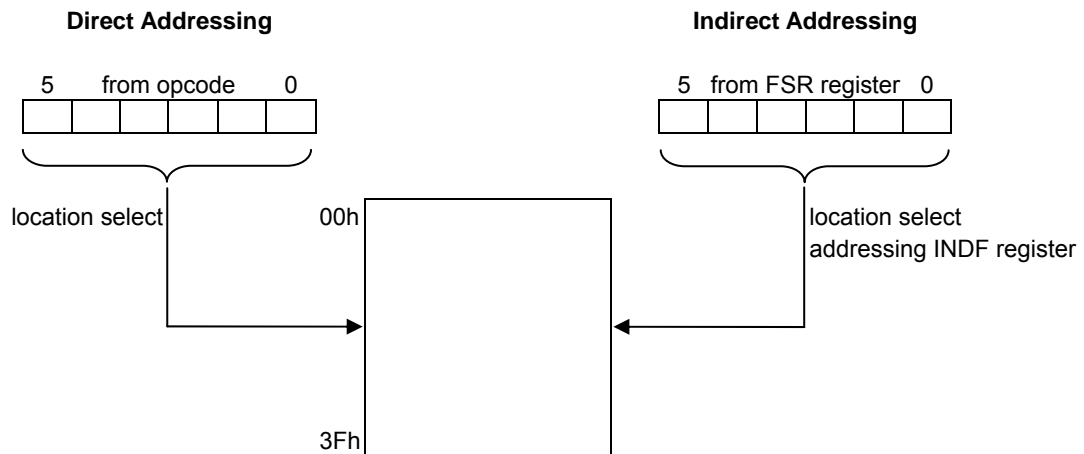 Direct Addressing
Indirect Addressing
5 from opcode 0
5 from FSR register 0
location select
00h
location select
addressing INDF register
3Fh